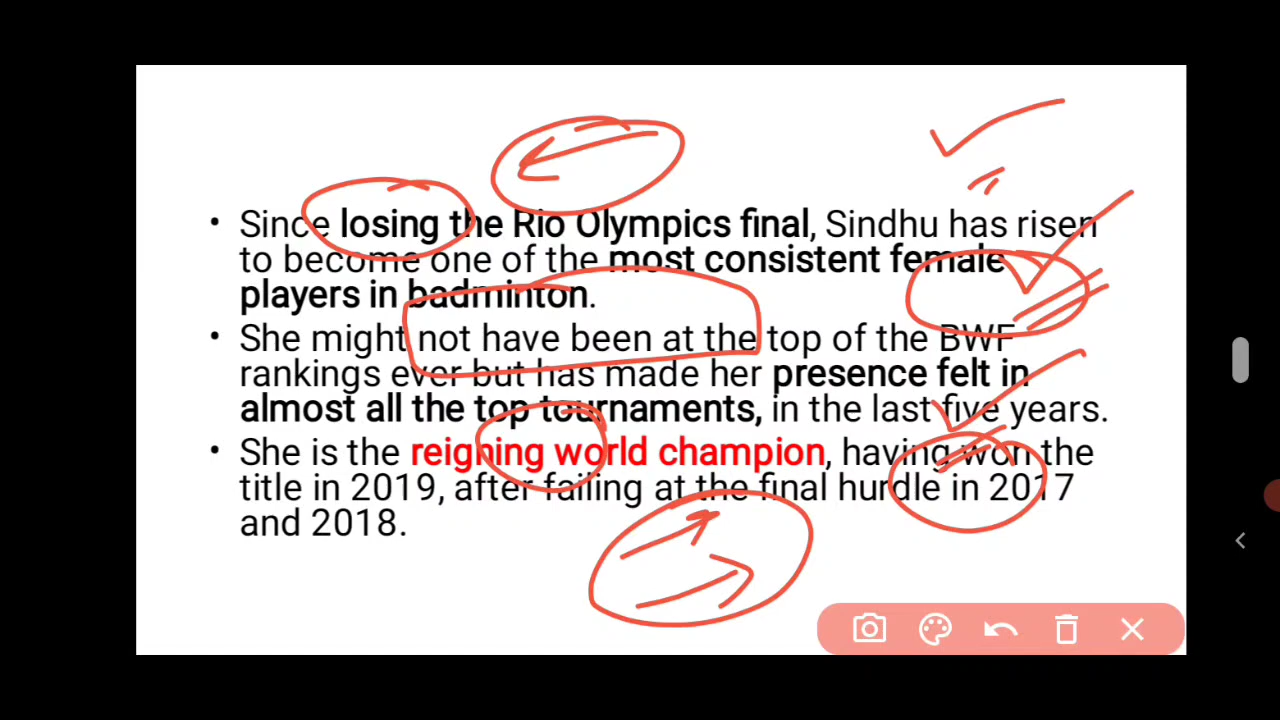 • Since losing the Rio Olympics final, Sindhu has risen
to become one of the most consistent female
players in badminton.
• She might not have been at the top of the BWF
rankings ever but has made her presence felt in
almost all the top tournaments, in the last five years.
• She is the reigning world champion, having won the
title in 2019, after failing at the final hurdle in 2017
and 2018.